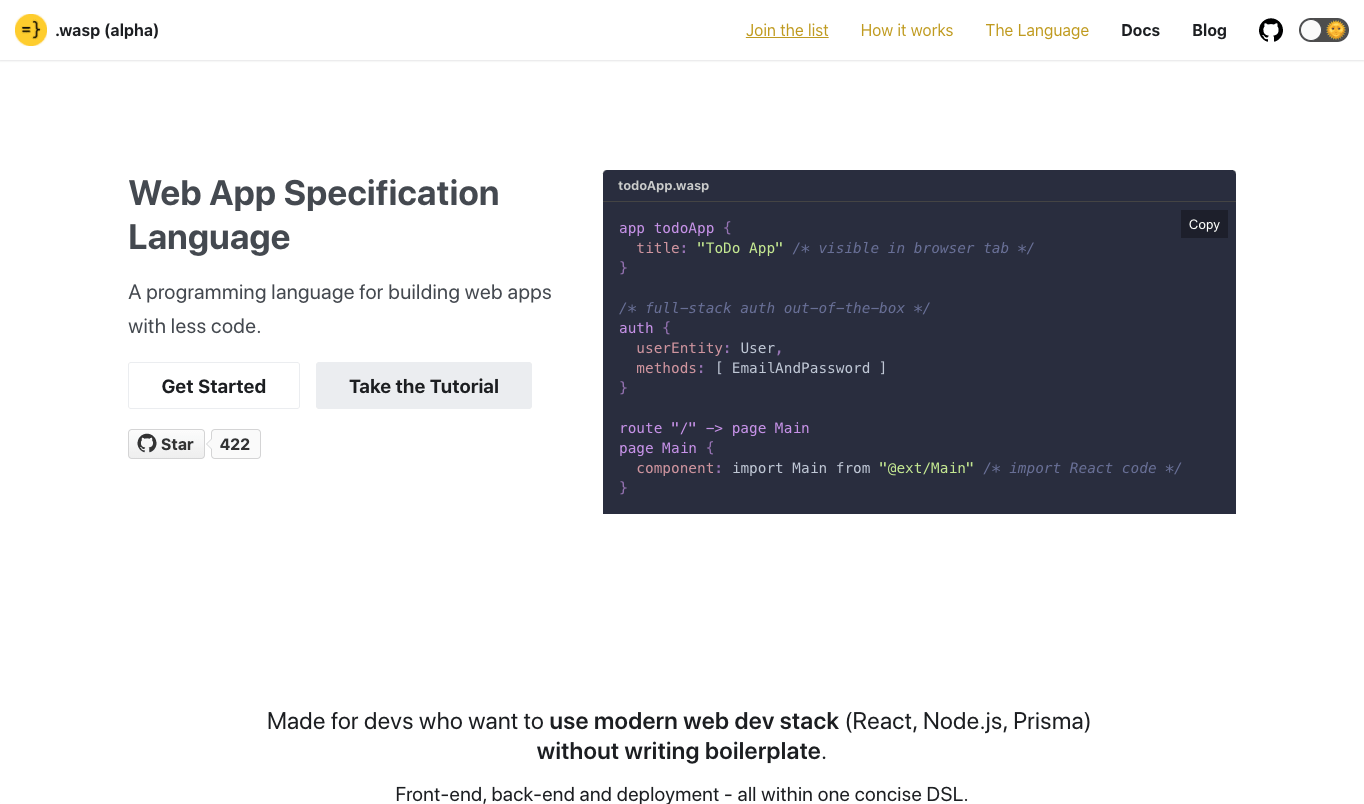 =} .wasp (alpha) Join the list How it works The Language Docs Blog
Web App Specification
Language
A programming language for building web apps
with less code.
Get Started Take the Tutorial
Star 422
todoApp.wasp
Copy
app todoApp {
  title: "ToDo App" /* visible in browser tab */
}
/* full-stack auth out-of-the-box */
auth {
  userEntity: User,
  methods: [ EmailAndPassword ]
}
route "/" -> page Main
page Main {
  component: import Main from "@ext/Main" /* import React code */
}
Made for devs who want to use modern web dev stack (React, Node.js, Prisma)
without writing boilerplate.
Front-end, back-end and deployment - all within one concise DSL.